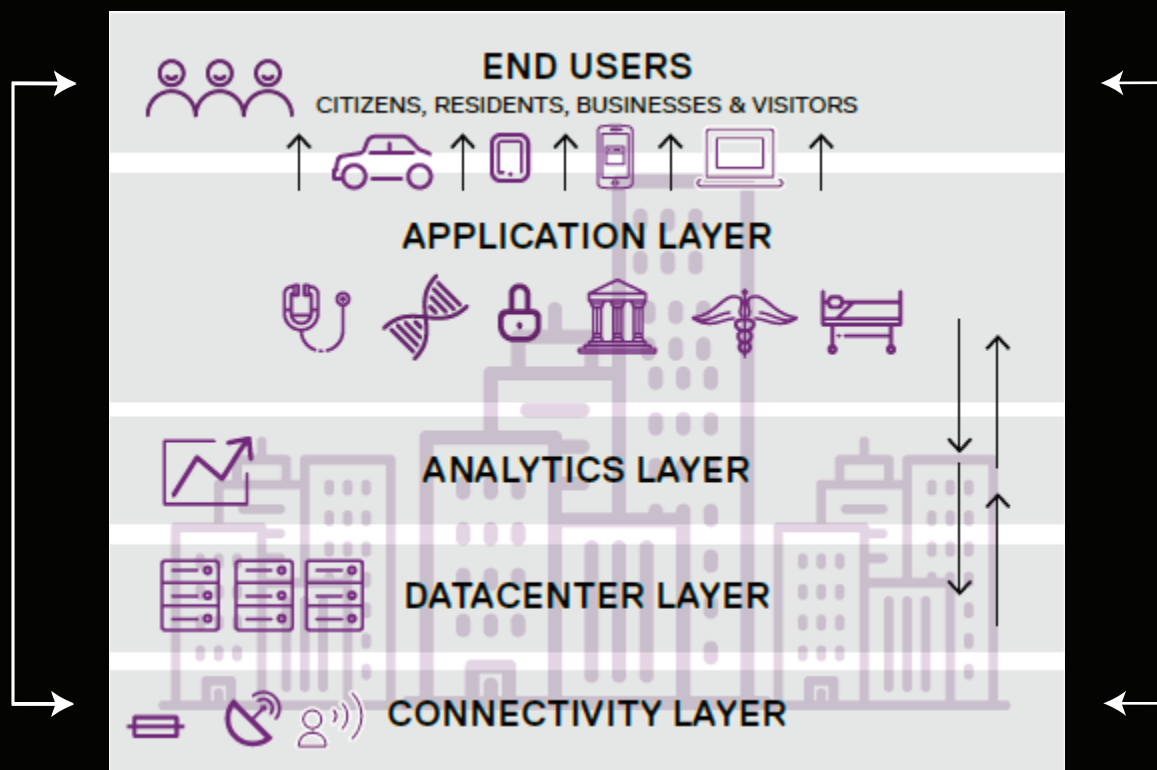 END USERS
CITIZENS, RESIDENTS, BUSINESSES & VISITORS
APPLICATION LAYER
ANALYTICS LAYER
DATACENTER LAYER
CONNECTIVITY LAYER